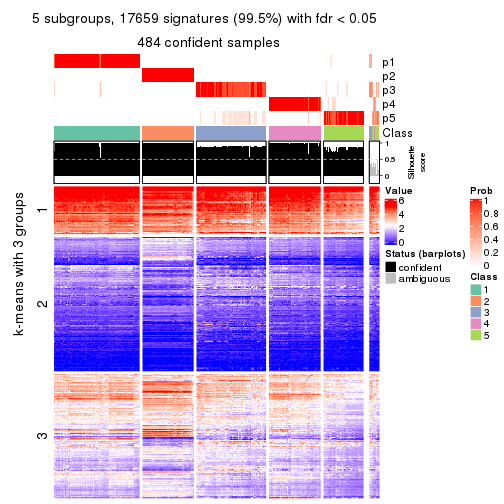 5 subgroups, 17659 signatures (99.5%) with fdr < 0.05
484 confident samples
p1
p2
p3
p4
p5
Class
1
0.5
0
Silhouette
score
k-means with 3 groups
1
2
3
Value
6
4
2
0
Status (barplots)
confident
ambiguous
Prob
1
0.8
0.6
0.4
0.2
0
Class
1
2
3
4
5